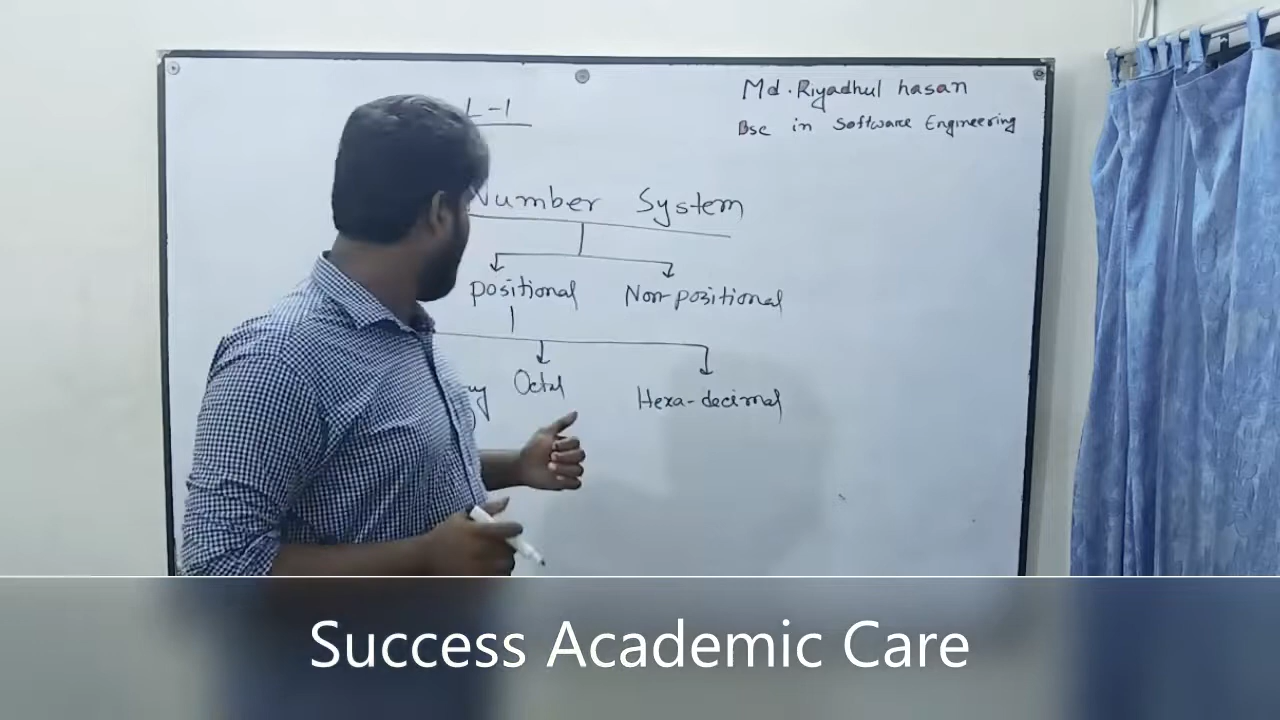 L-1
Md. Riyadhul hasan
Bsc in Software Engineering
Number System
positional Non-positional
Octal Hexa-decimal
Success Academic Care